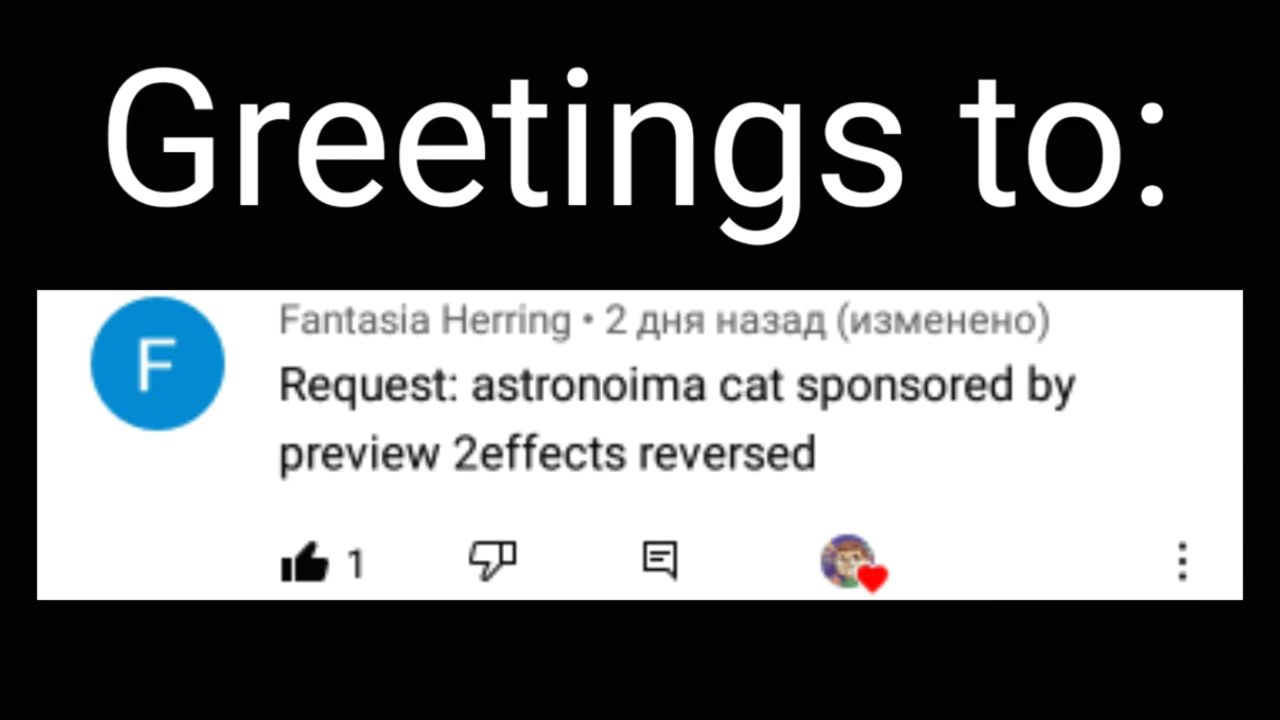 Greetings to:
F
Fantasia Herring • 2 дня назад (изменено)
Request: astronoima cat sponsored by
preview 2effects reversed
1